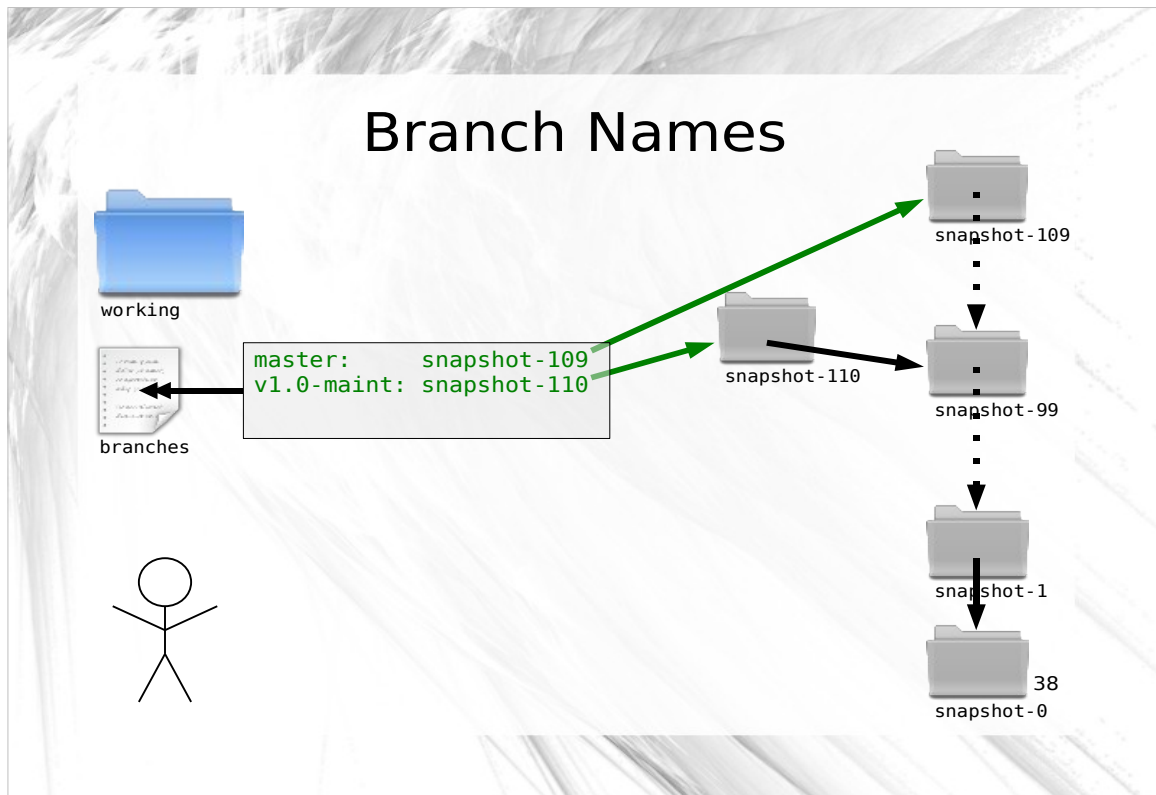 Branch Names
snapshot-109
working
master: snapshot-109
v1.0-maint: snapshot-110
snapshot-110
snapshot-99
branches
snapshot-1
38
snapshot-0